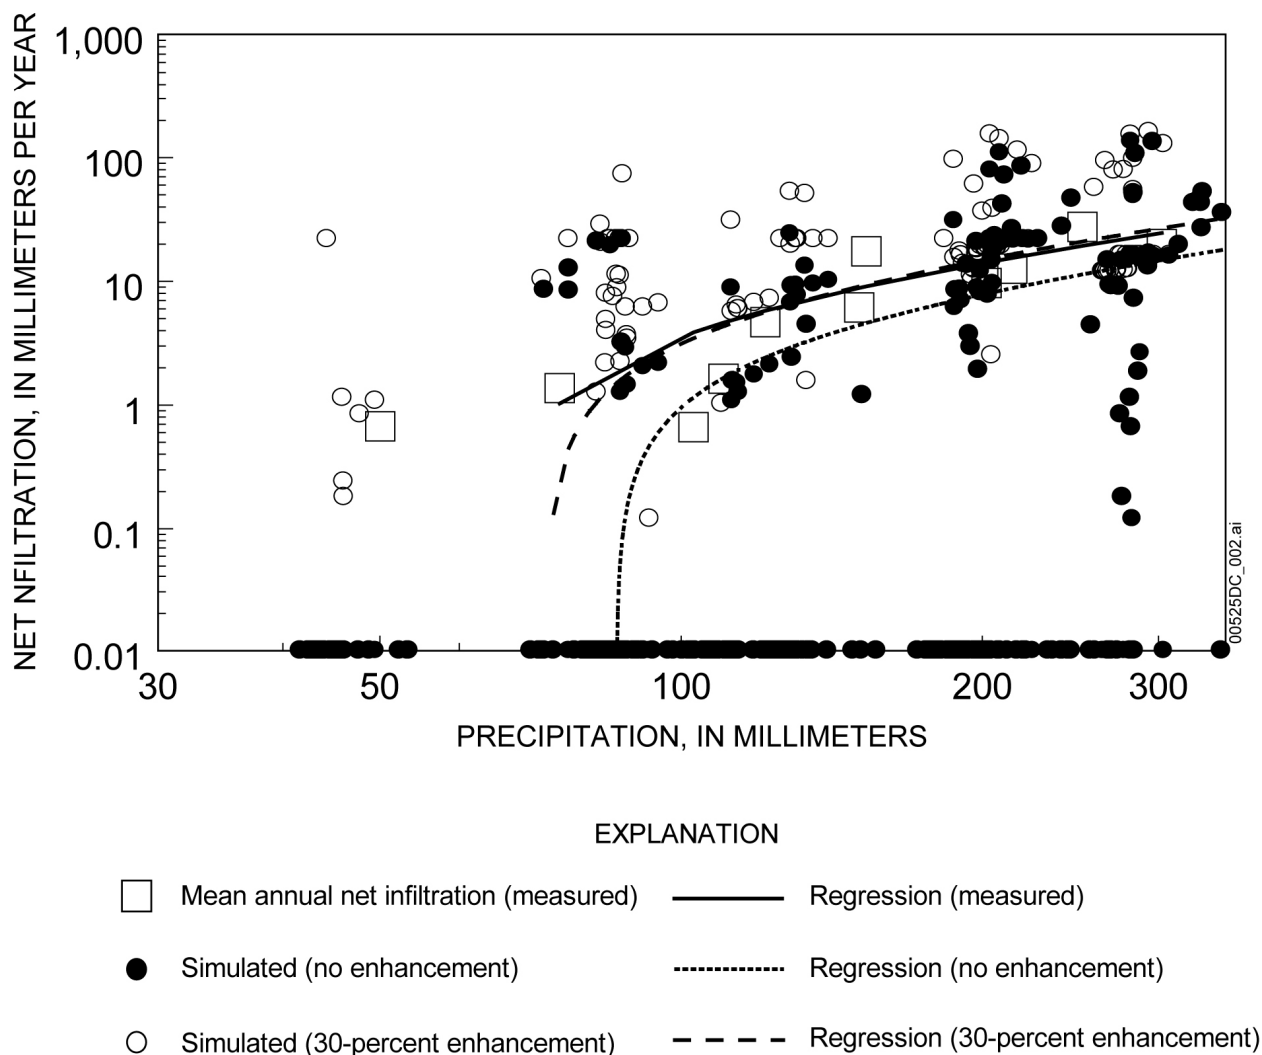 NET NFILTRATION, IN MILLIMETERS PER YEAR
1,000
100
10
1
0.1
0.01
30
50
100
200
300
PRECIPITATION, IN MILLIMETERS
00525DC_002.ai
EXPLANATION
Mean annual net infiltration (measured)
Regression (measured)
Simulated (no enhancement)
Regression (no enhancement)
Simulated (30-percent enhancement)
Regression (30-percent enhancement)